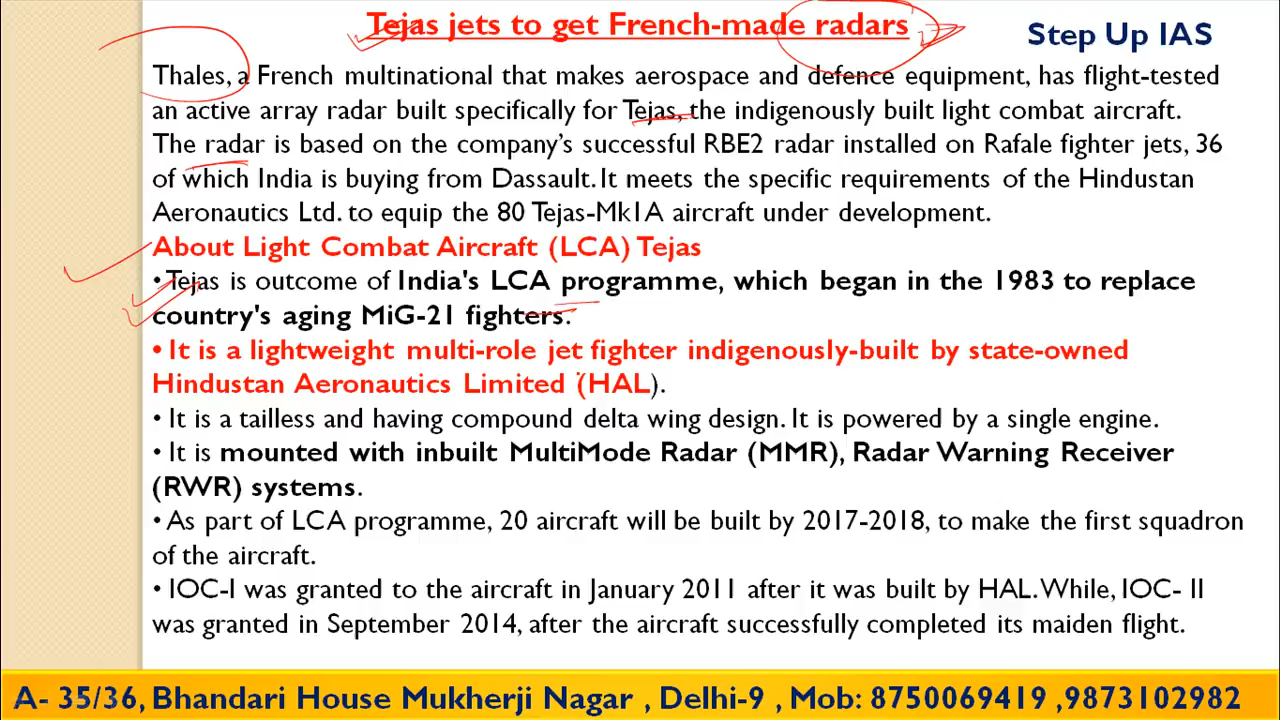 Tejas jets to get French-made radars
Step Up IAS
Thales, a French multinational that makes aerospace and defence equipment, has flight-tested
an active array radar built specifically for Tejas, the indigenously built light combat aircraft.
The radar is based on the company's successful RBE2 radar installed on Rafale fighter jets, 36
of which India is buying from Dassault. It meets the specific requirements of the Hindustan
Aeronautics Ltd. to equip the 80 Tejas-Mk1A aircraft under development.
About Light Combat Aircraft (LCA) Tejas
• Tejas is outcome of India's LCA programme, which began in the 1983 to replace
country's aging MiG-21 fighters.
• It is a lightweight multi-role jet fighter indigenously-built by state-owned
Hindustan Aeronautics Limited (HAL).
• It is a tailless and having compound delta wing design. It is powered by a single engine.
• It is mounted with inbuilt MultiMode Radar (MMR), Radar Warning Receiver
(RWR) systems.
• As part of LCA programme, 20 aircraft will be built by 2017-2018, to make the first squadron
of the aircraft.
• IOC-I was granted to the aircraft in January 2011 after it was built by HAL. While, IOC- II
was granted in September 2014, after the aircraft successfully completed its maiden flight.
A- 35/36, Bhandari House Mukherji Nagar , Delhi-9 , Mob: 8750069419 ,9873102982